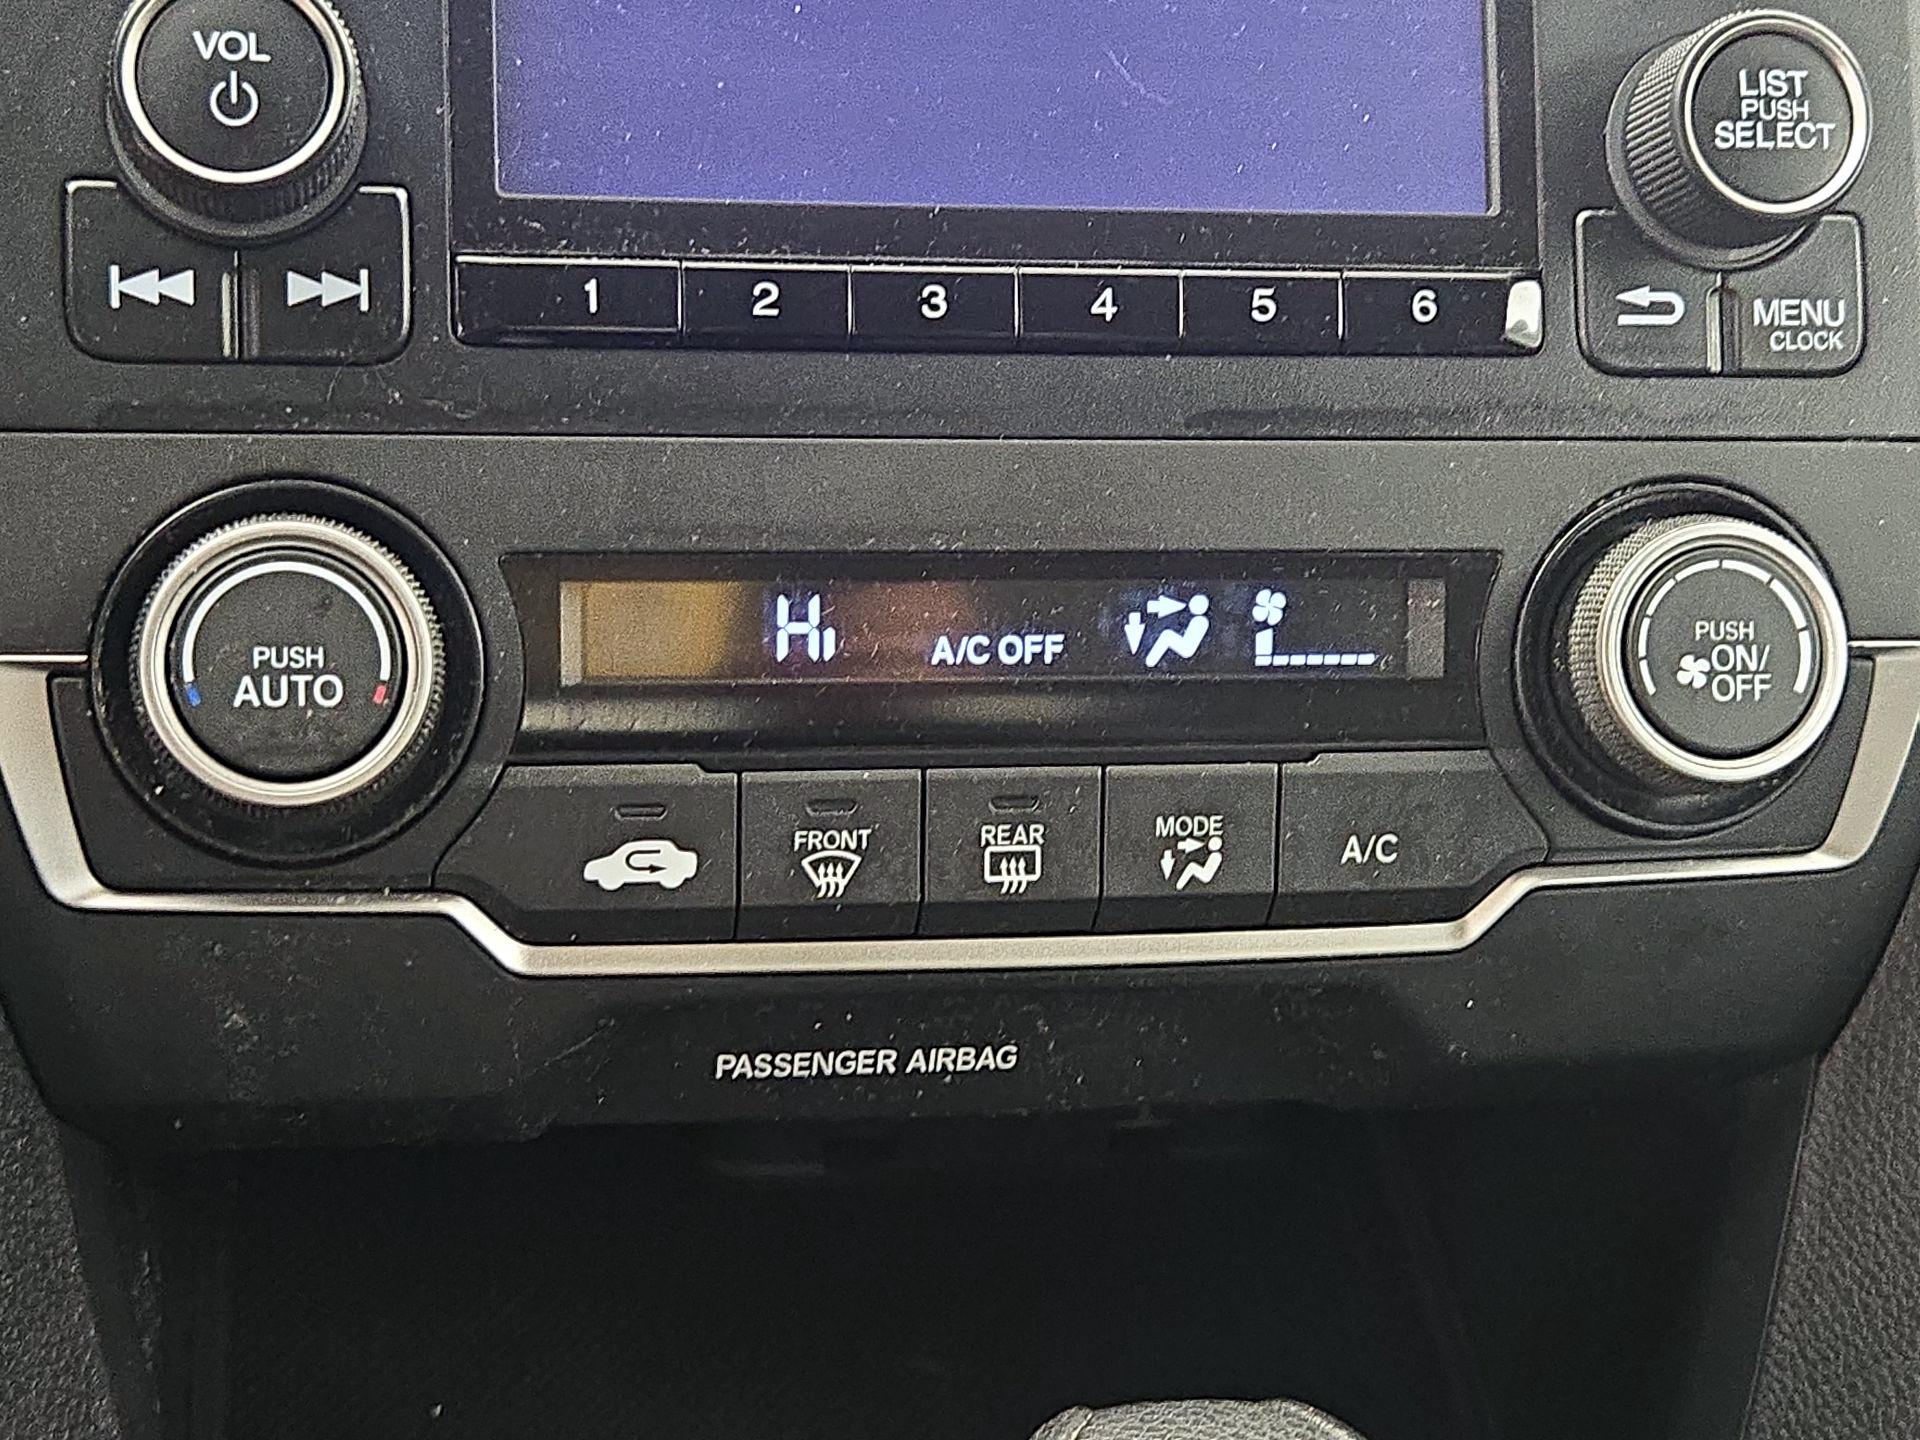 VOL
LIST
PUSH
SELECT
1 2 3 4 5 6
MENU
CLOCK
PUSH
AUTO
Hi
A/C OFF
PUSH
ON/
OFF
FRONT
REAR
MODE
A/C
PASSENGER AIRBAG